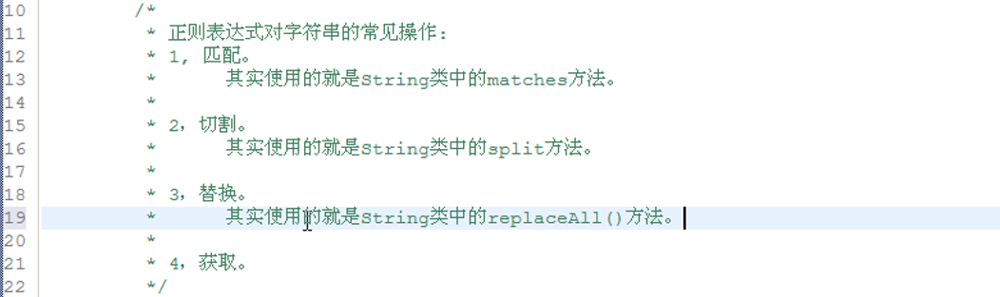 10 /*
11 * 正则表达式对字符串的常见操作:
12 * 1, 匹配。
13 * 其实使用的就是String类中的matches方法。
14 *
15 * 2, 切割。
16 * 其实使用的就是String类中的split方法。
17 *
18 * 3, 替换。
19 * 其实使用的就是String类中的replaceAll()方法。
20 *
21 * 4, 获取。
22 */